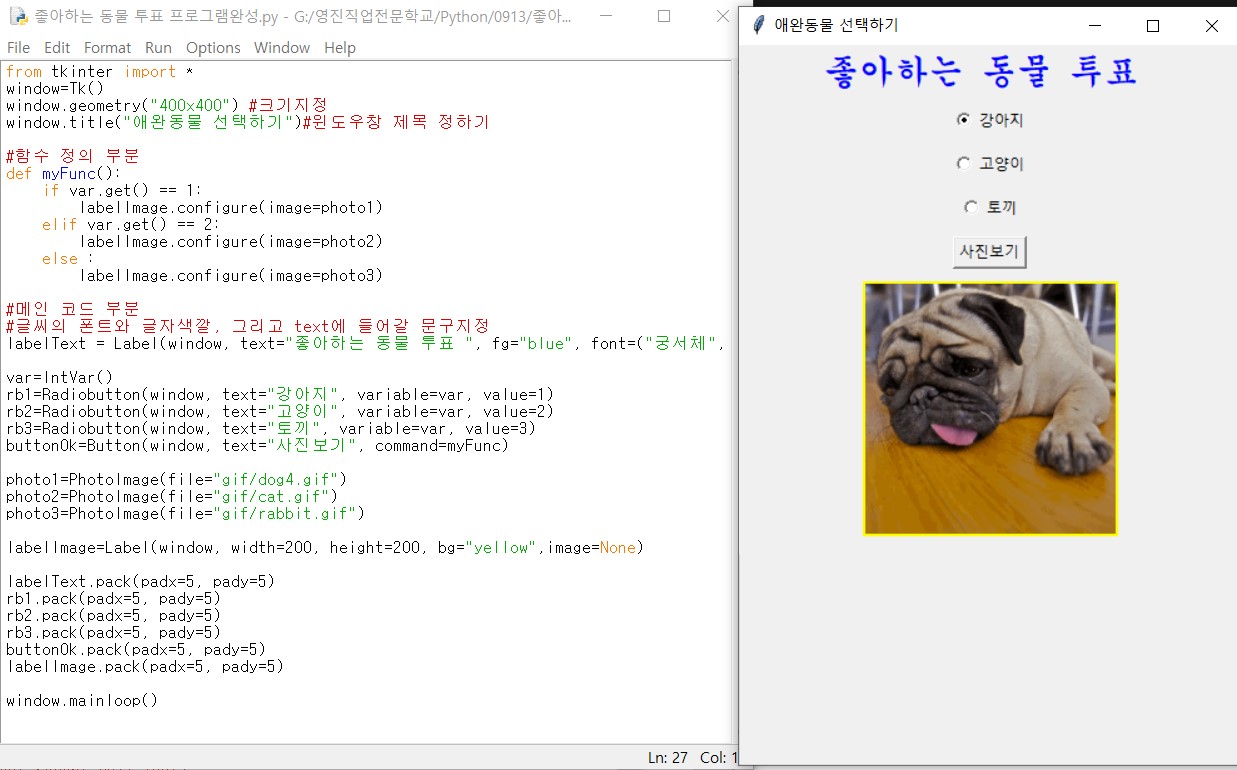 좋아하는 동물 투표 프로그램완성.py - G:/영진직업전문학교/Python/0913/좋아...
File Edit Format Run Options Window Help
from tkinter import *
window=Tk()
window.geometry("400x400") #크기지정
window.title("애완동물 선택하기")#윈도우창 제목 정하기
#함수 정의 부분
def myFunc():
    if var.get() == 1:
        labelImage.configure(image=photo1)
    elif var.get() == 2:
        labelImage.configure(image=photo2)
    else :
        labelImage.configure(image=photo3)
#메인 코드 부분
#글씨의 폰트와 글자색깔, 그리고 text에 들어갈 문구지정
labelText = Label(window, text="좋아하는 동물 투표 ", fg="blue", font=("궁서체",
var=IntVar()
rb1=Radiobutton(window, text="강아지", variable=var, value=1)
rb2=Radiobutton(window, text="고양이", variable=var, value=2)
rb3=Radiobutton(window, text="토끼", variable=var, value=3)
buttonOk=Button(window, text="사진보기", command=myFunc)
photo1=PhotoImage(file="gif/dog4.gif")
photo2=PhotoImage(file="gif/cat.gif")
photo3=PhotoImage(file="gif/rabbit.gif")
labelImage=Label(window, width=200, height=200, bg="yellow",image=None)
labelText.pack(padx=5, pady=5)
rb1.pack(padx=5, pady=5)
rb2.pack(padx=5, pady=5)
rb3.pack(padx=5, pady=5)
buttonOk.pack(padx=5, pady=5)
labelImage.pack(padx=5, pady=5)
window.mainloop()
Ln: 27 Col: 1
애완동물 선택하기
좋아하는 동물 투표
강아지
고양이
토끼
사진보기